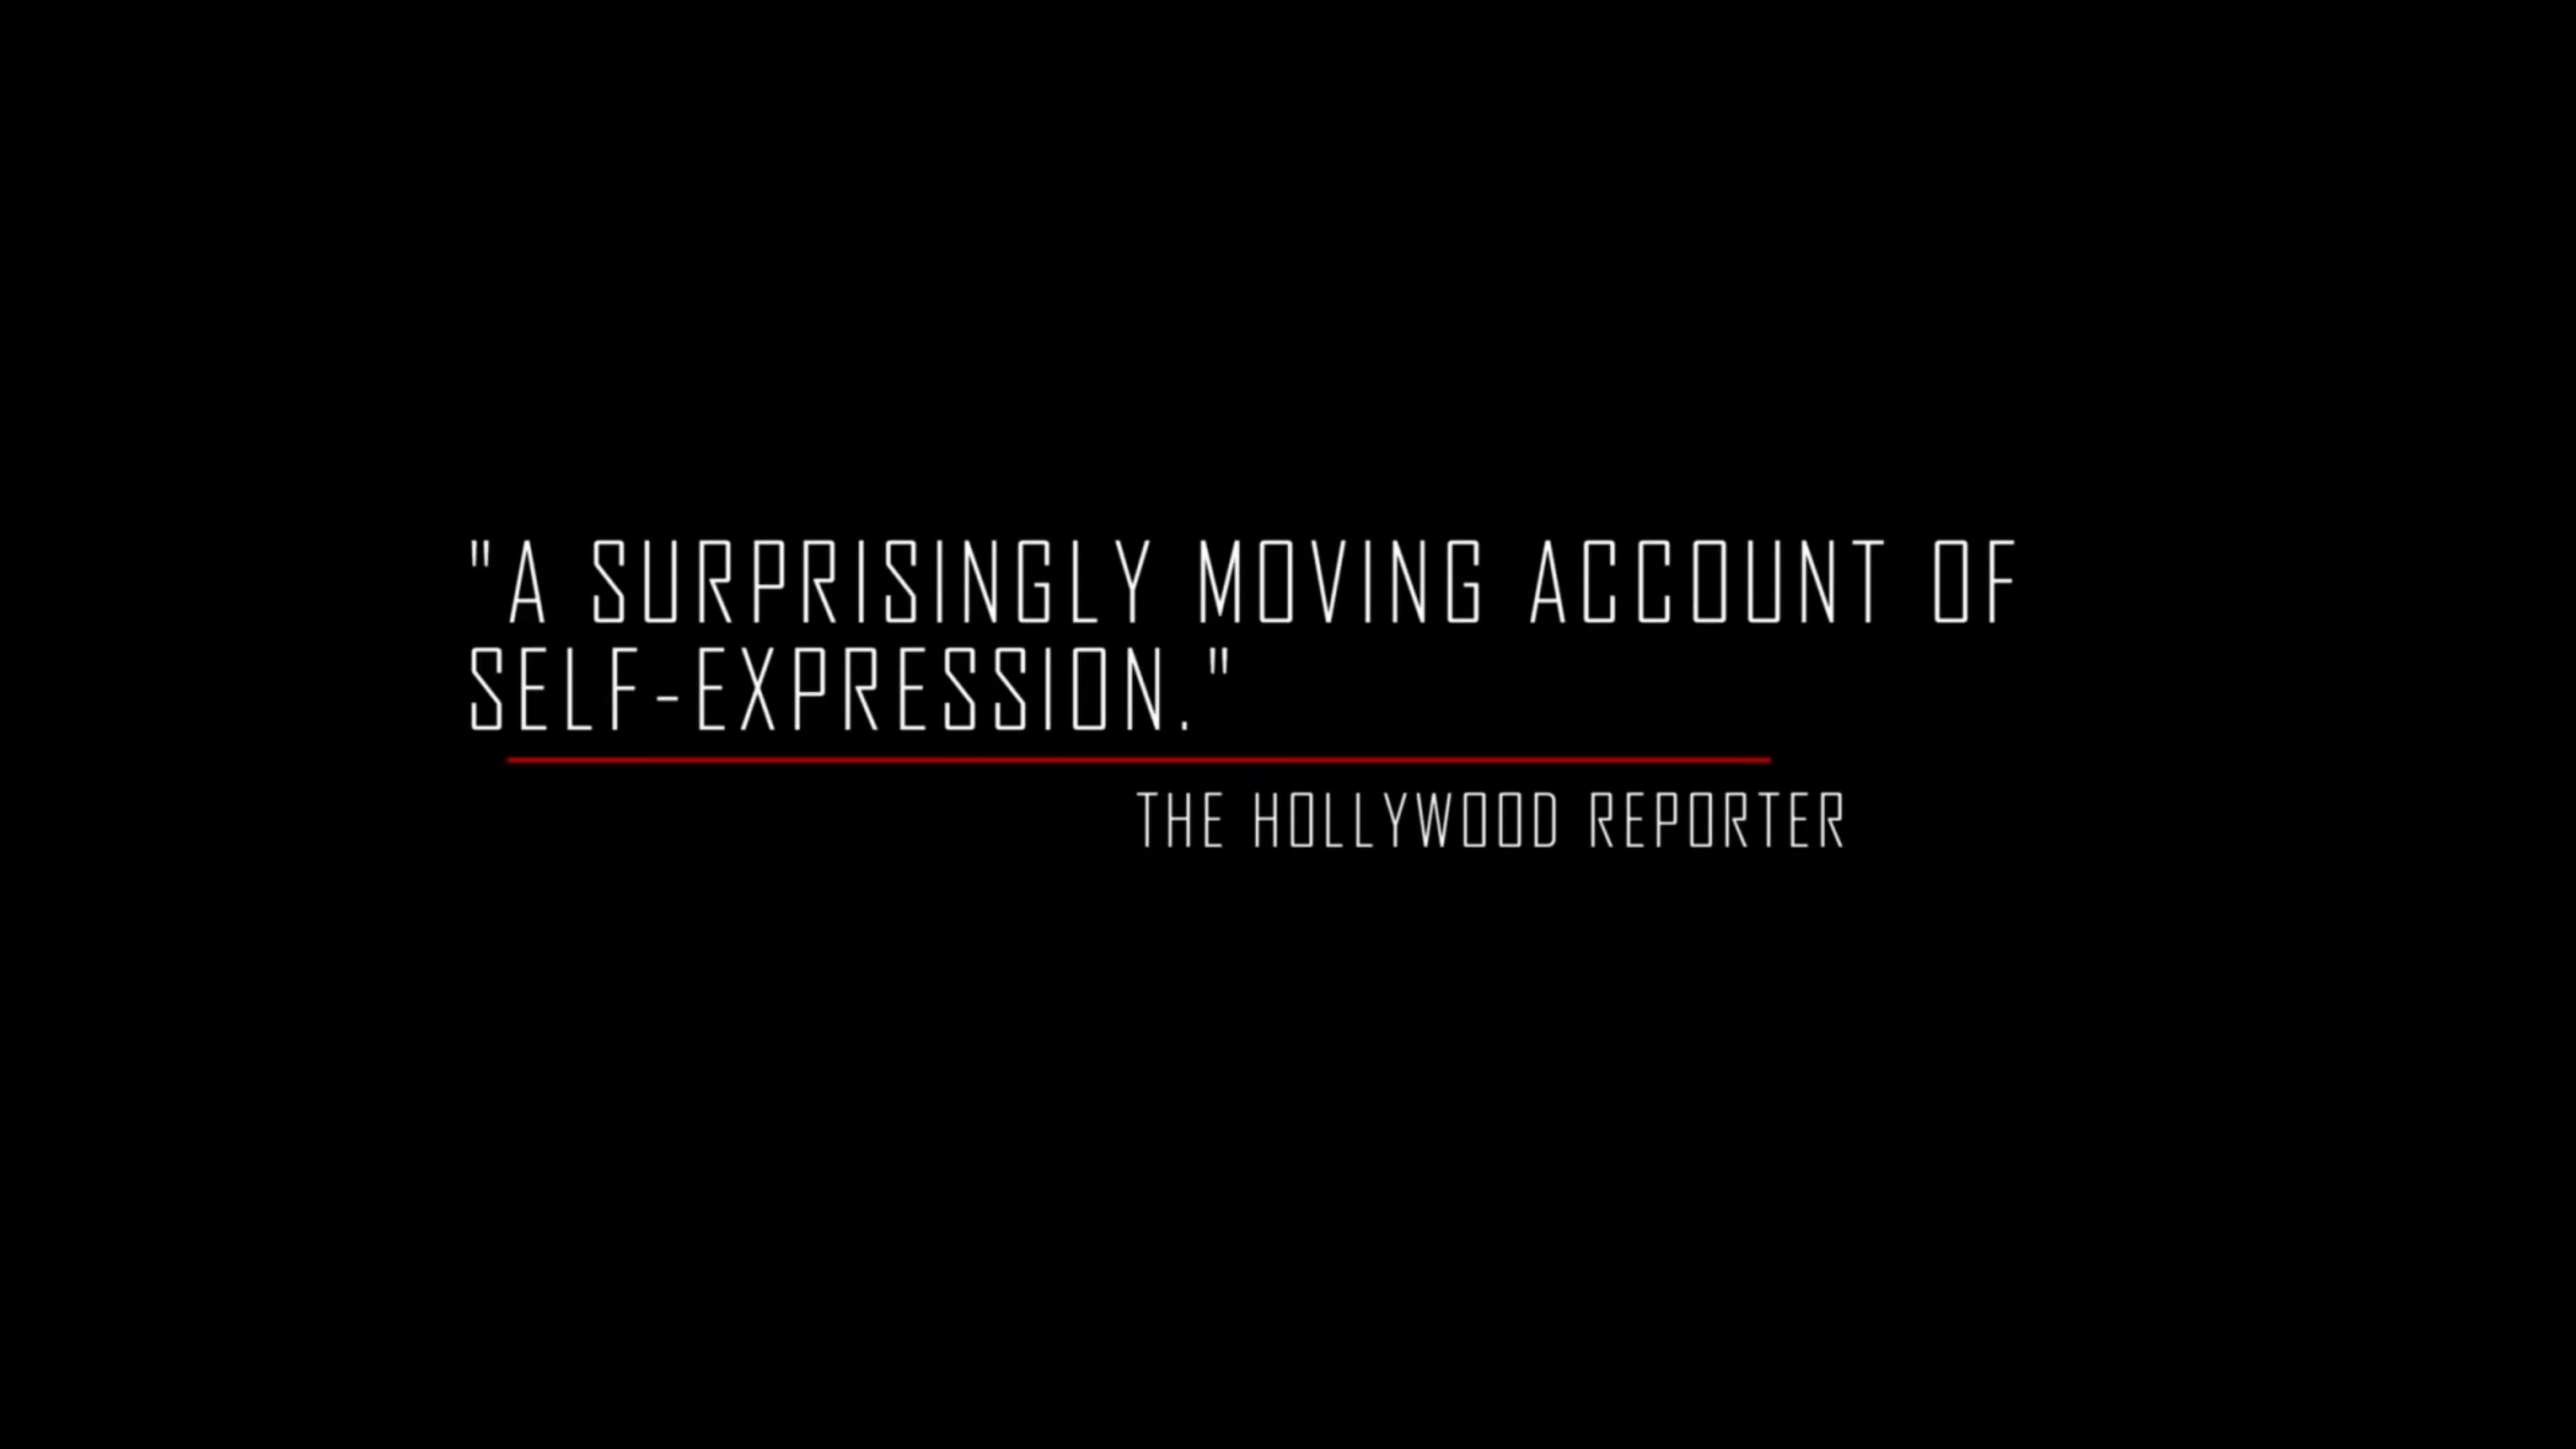 "A SURPRISINGLY MOVING ACCOUNT OF
SELF-EXPRESSION."
THE HOLLYWOOD REPORTER